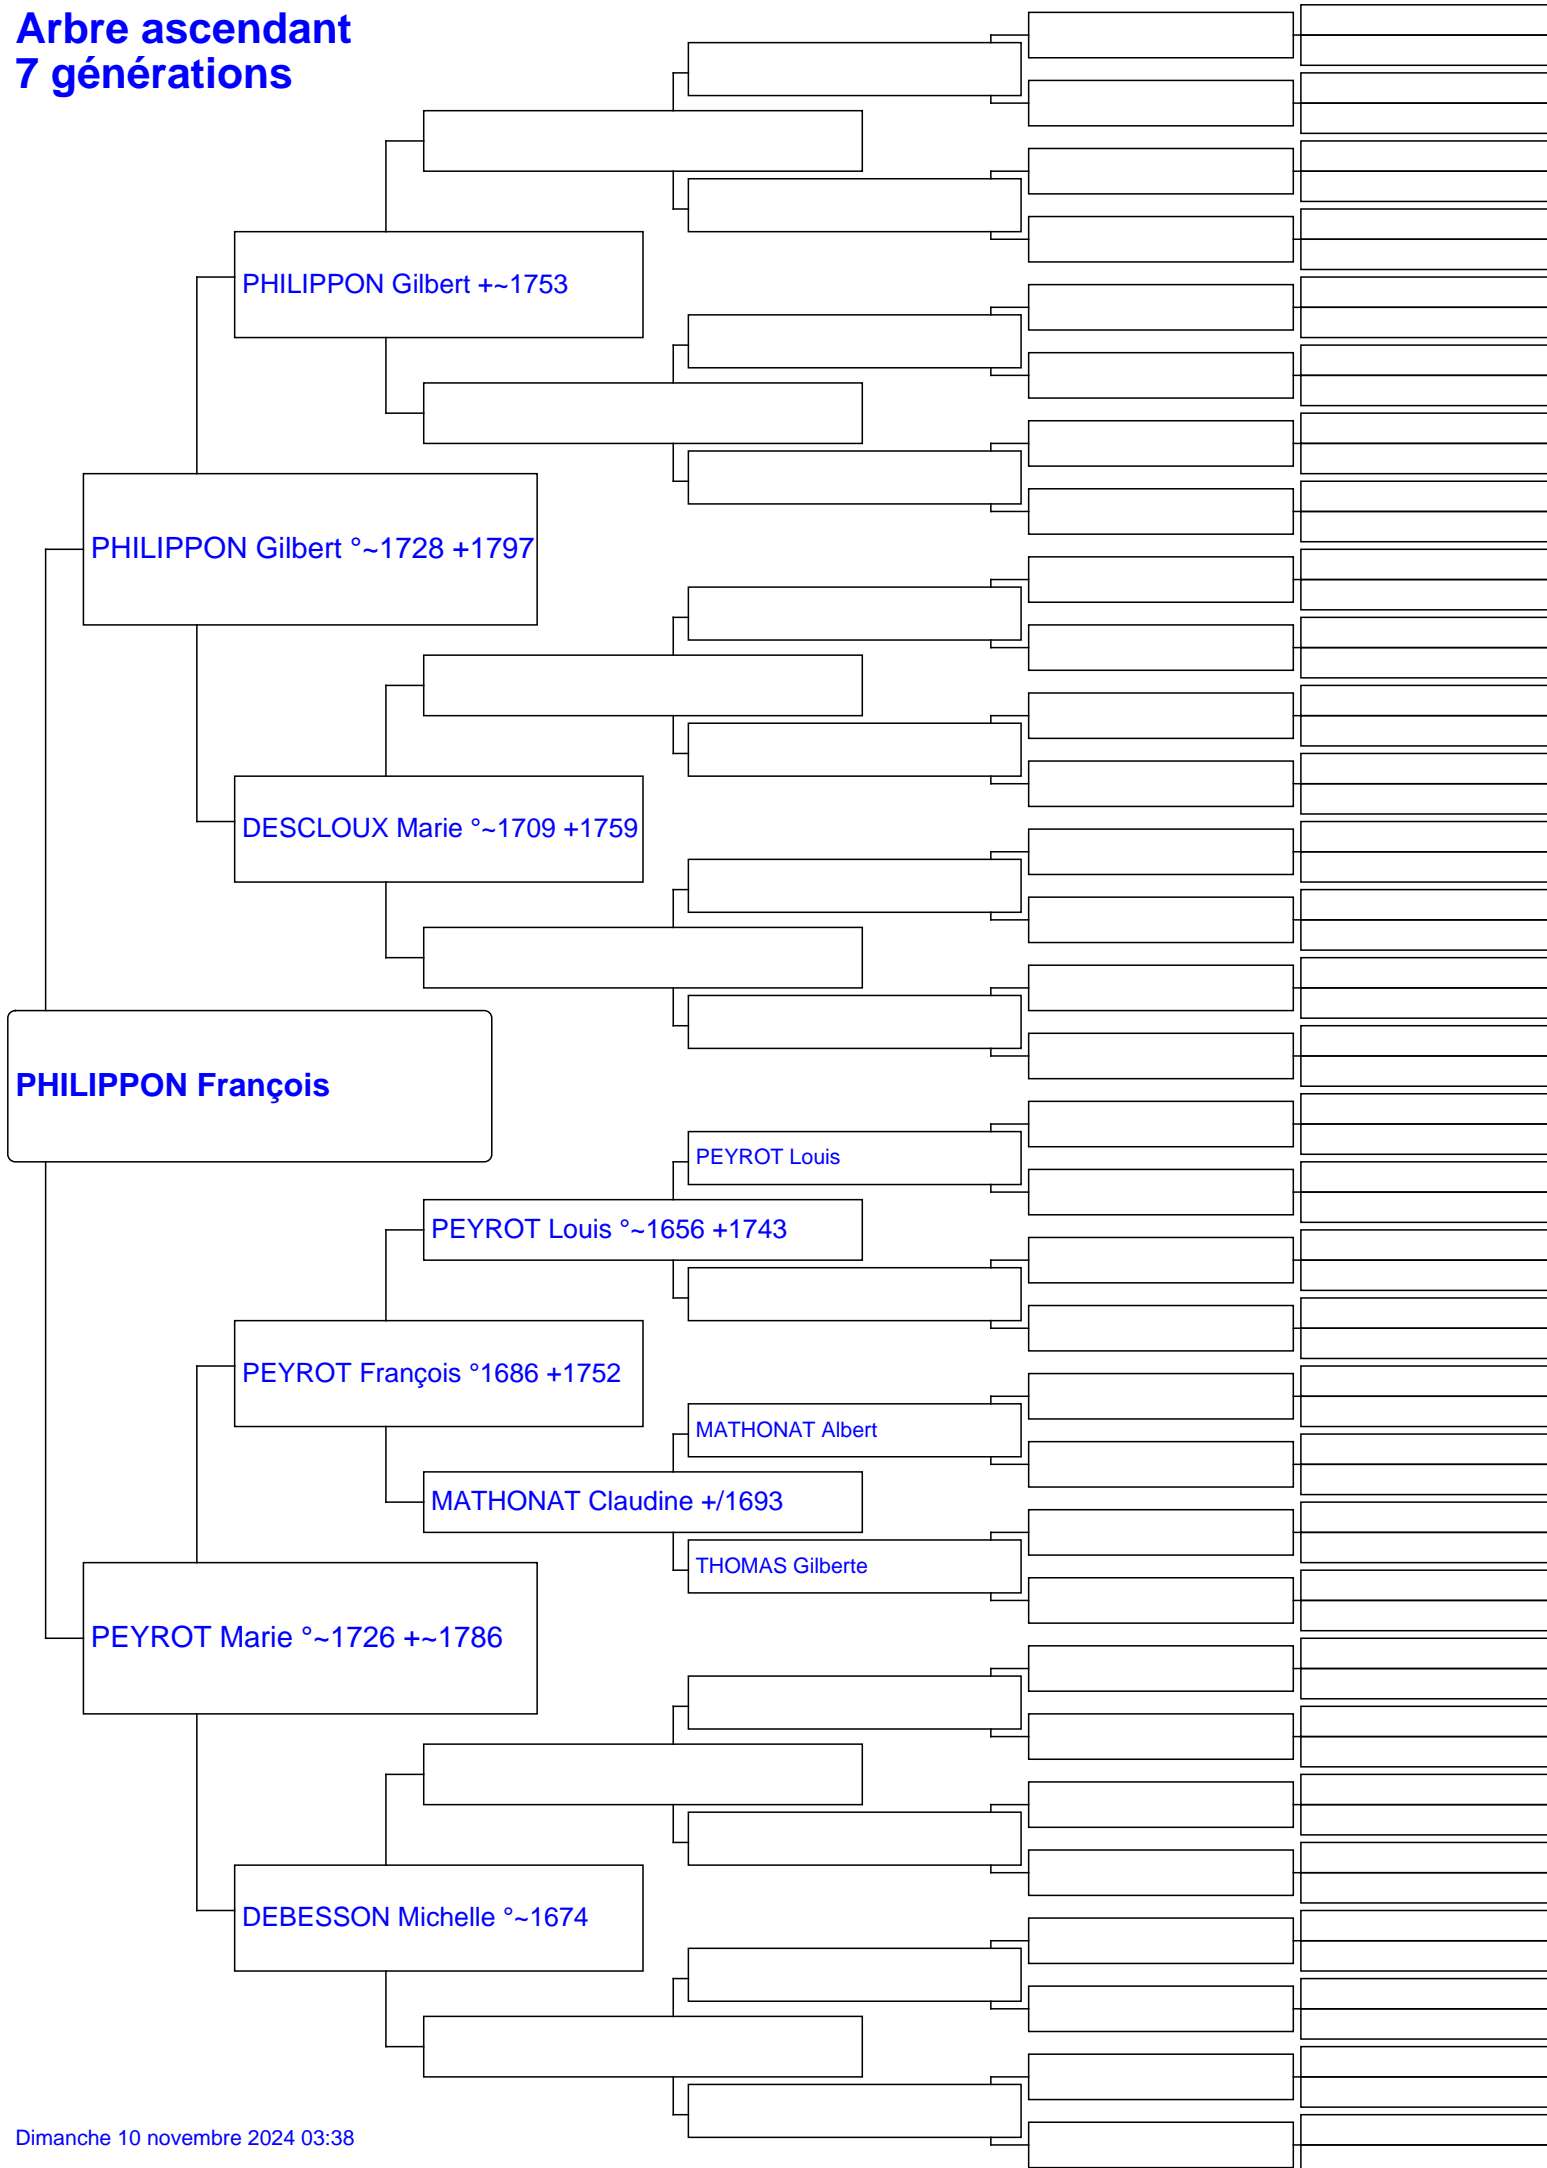 Arbre ascendant
7 générations
PHILIPPON Gilbert +~1753
PHILIPPON Gilbert °~1728 +1797
DESCLOUX Marie °~1709 +1759
PHILIPPON François
PEYROT Louis
PEYROT Louis °~1656 +1743
PEYROT François °1686 +1752
MATHONAT Albert
MATHONAT Claudine +/1693
THOMAS Gilberte
PEYROT Marie °~1726 +~1786
DEBESSON Michelle °~1674
Dimanche 10 novembre 2024 03:38